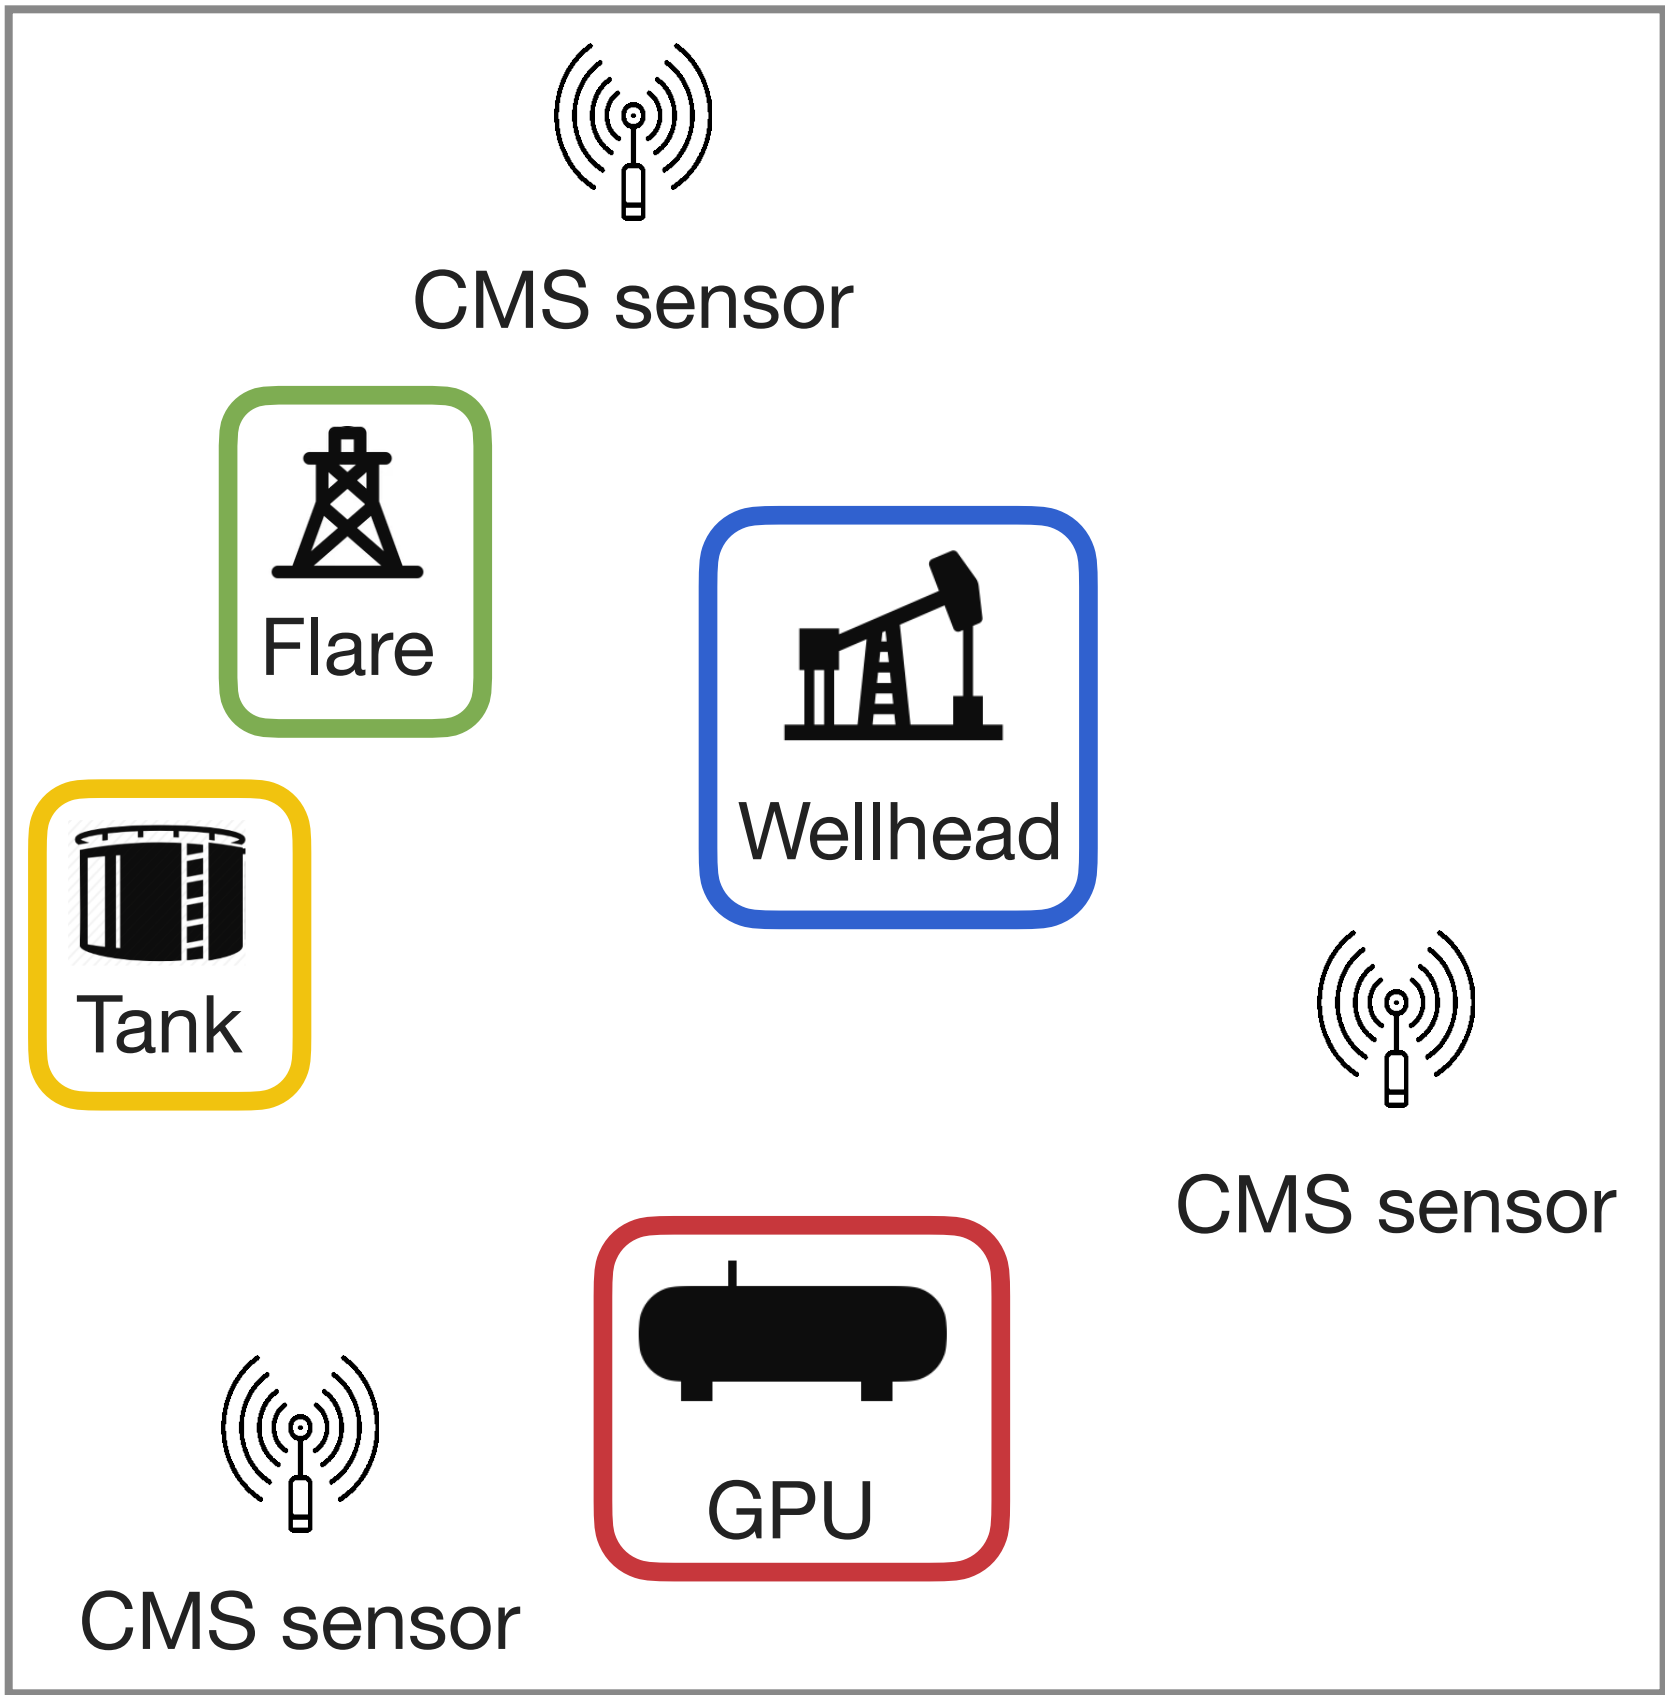 CMS sensor
Flare
Wellhead
Tank
CMS sensor
GPU
CMS sensor